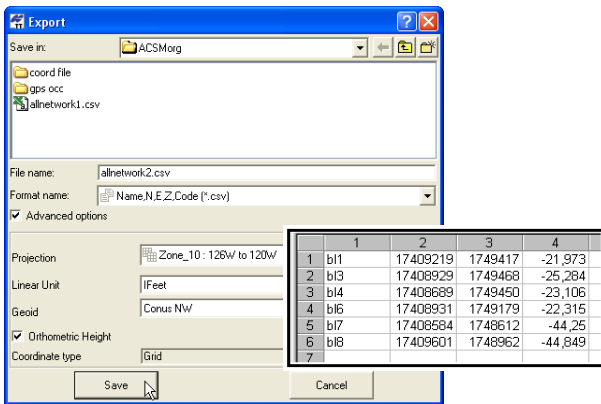 Export
Save in: ACSMorg
coord file
gps occ
allnetwork1.csv
File name: allnetwork2.csv
Format name: Name,N,E,Z,Code (*.csv)
Advanced options
Projection Zone_10 : 126W to 120W
Linear Unit IFeet
Geoid Conus NW
Orthometric Height
Coordinate type Grid
Save Cancel
1 2 3 4
1 bl1 17409219 1749417 -21,973
2 bl3 17408929 1749468 -25,284
3 bl4 17408689 1749450 -23,106
4 bl6 17408931 1749179 -22,315
5 bl7 17408584 1748612 -44,25
6 bl8 17409601 1748962 -44,849
7